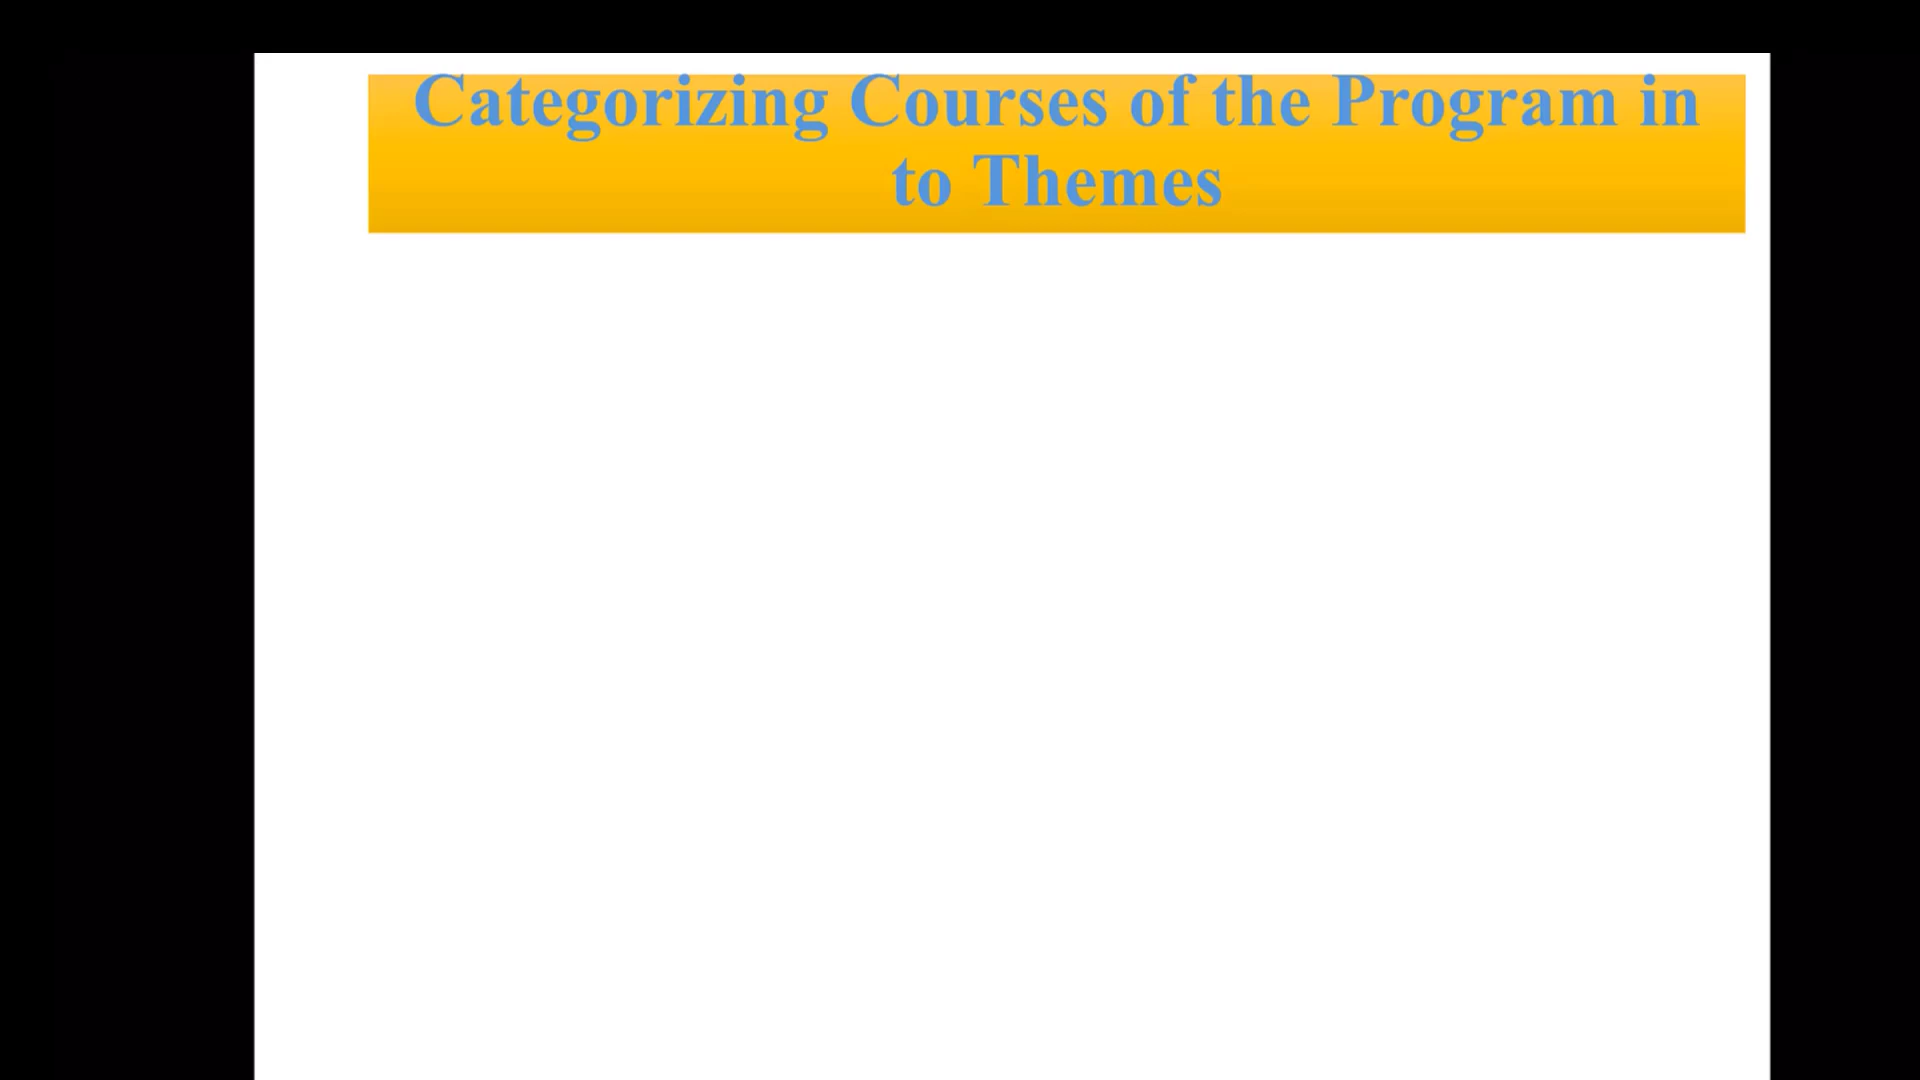 Categorizing Courses of the Program in
to Themes